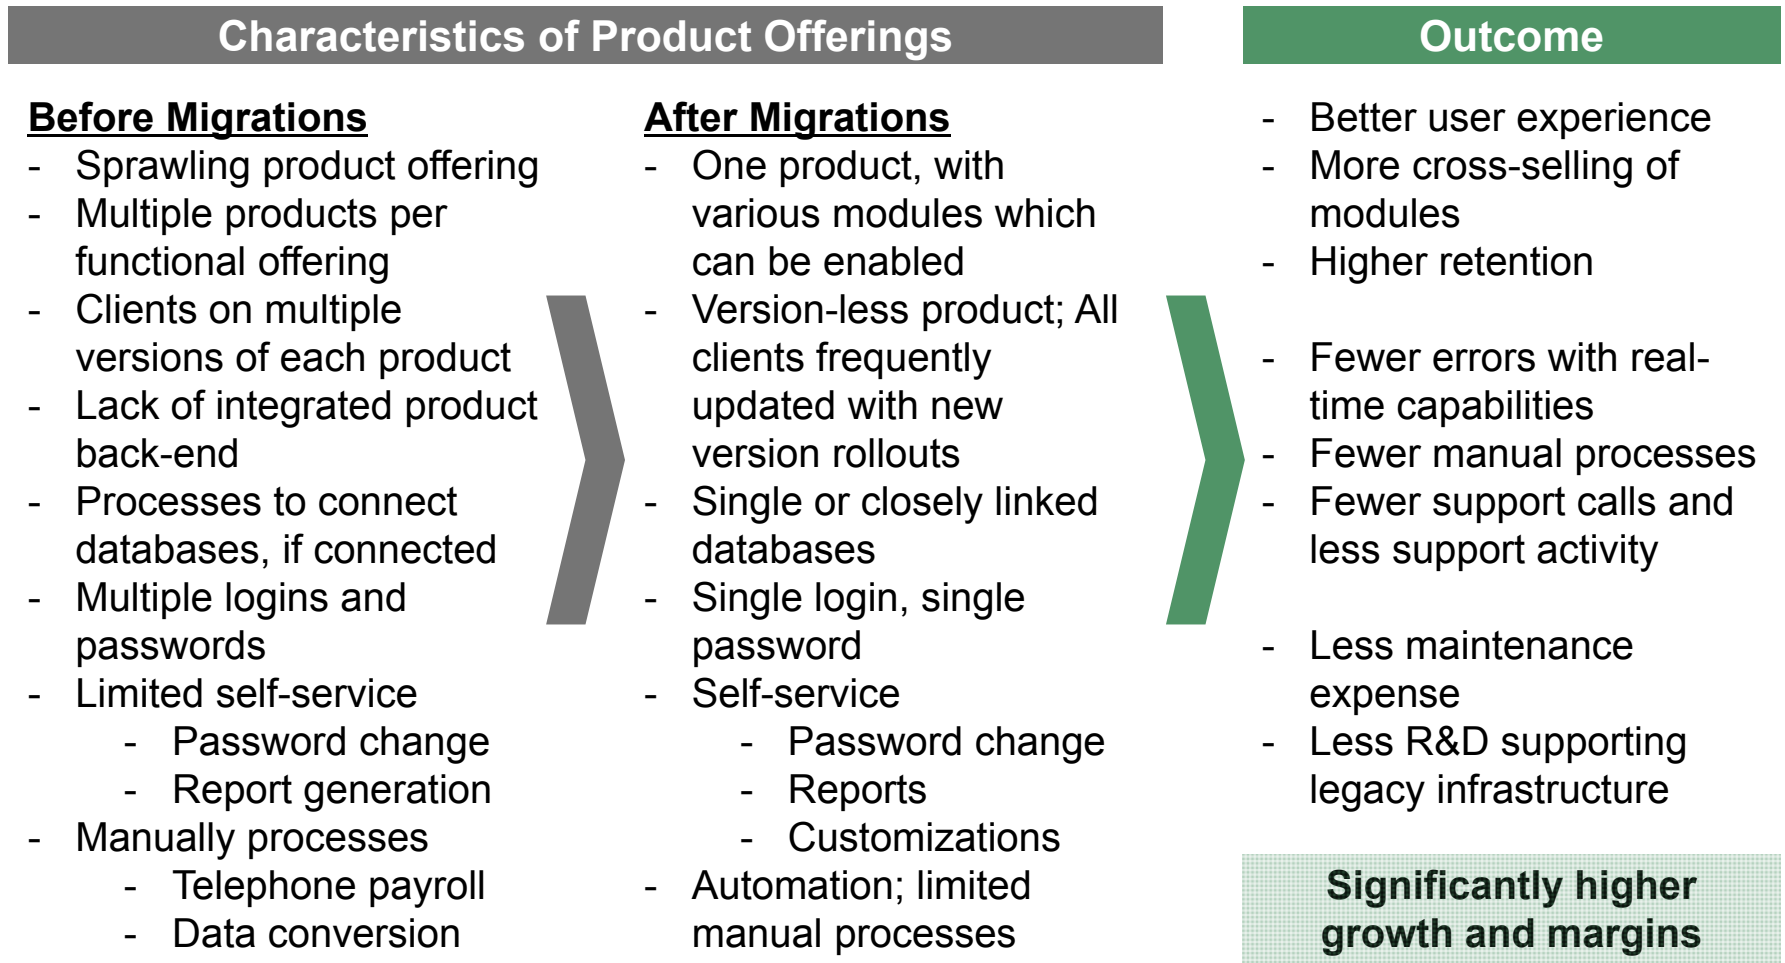 Characteristics of Product Offerings
Before Migrations
- Sprawling product offering
- Multiple products per
functional offering
- Clients on multiple
versions of each product
- Lack of integrated product
back-end
- Processes to connect
databases, if connected
- Multiple logins and
passwords
- Limited self-service
- Password change
- Report generation
- Manually processes
- Telephone payroll
- Data conversion
After Migrations
- One product, with
various modules which
can be enabled
- Version-less product; All
clients frequently
updated with new
version rollouts
- Single or closely linked
databases
- Single login, single
password
- Self-service
- Password change
- Reports
- Customizations
- Automation; limited
manual processes
Outcome
- Better user experience
- More cross-selling of
modules
- Higher retention
- Fewer errors with real-
time capabilities
- Fewer manual processes
- Fewer support calls and
less support activity
- Less maintenance
expense
- Less R&D supporting
legacy infrastructure
Significantly higher
growth and margins